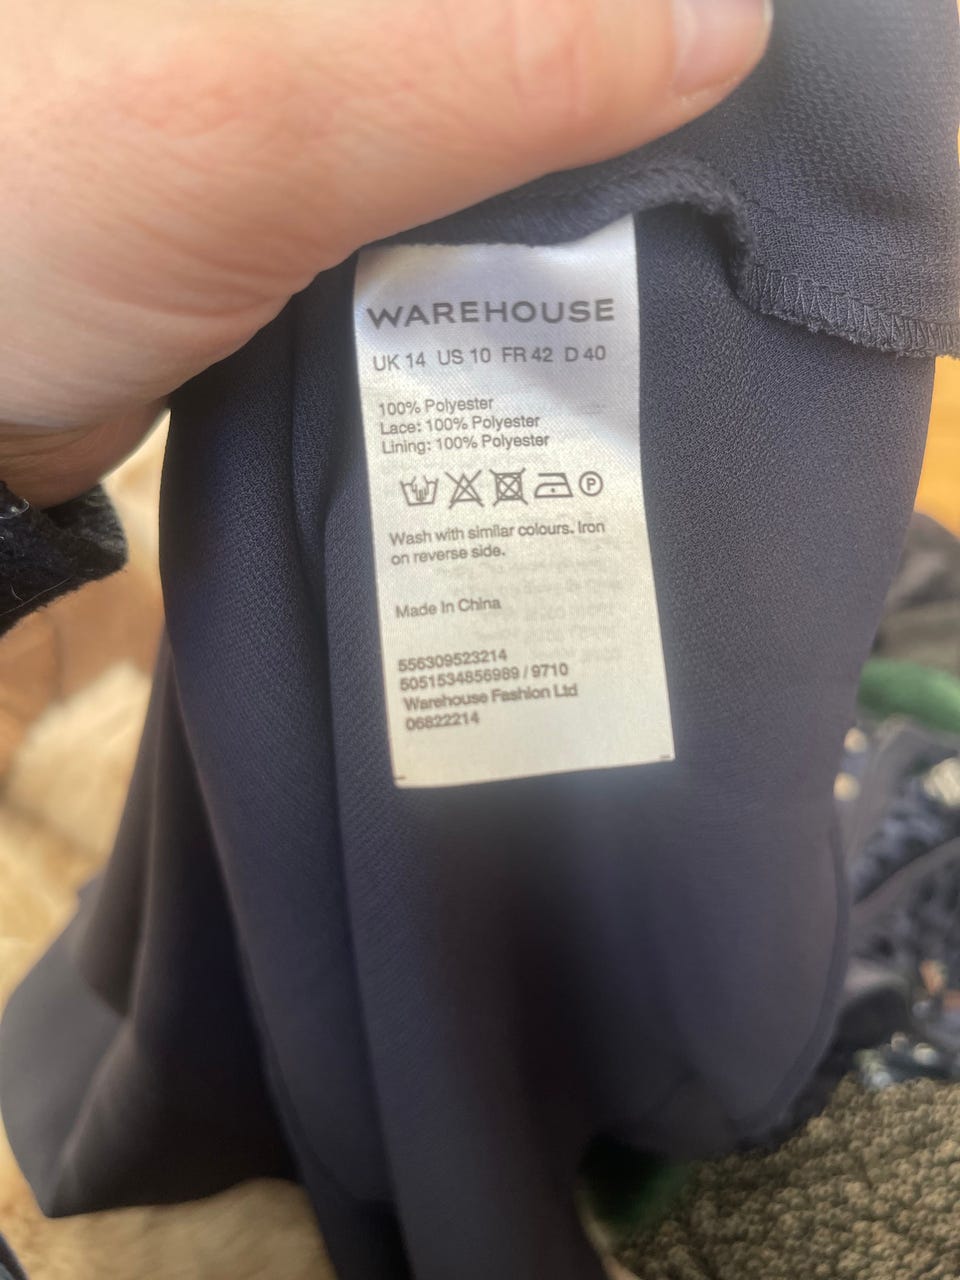 WAREHOUSE
UK 14 US 10 FR 42 D 40
100% Polyester
Lace: 100% Polyester
Lining: 100% Polyester
P
Wash with similar colours. Iron
on reverse side.
Made In China
556309523214
5051534856989 / 9710
Warehouse Fashion Ltd
06822214